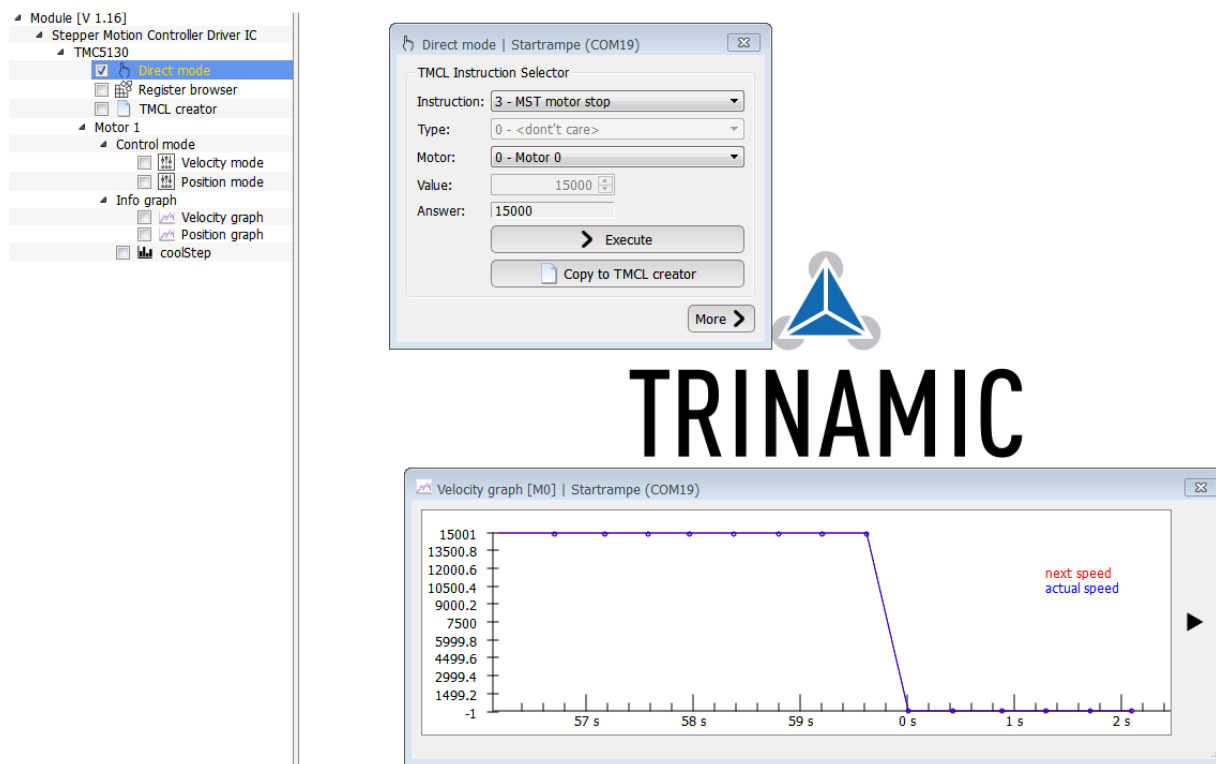 Module [V 1.16]
Stepper Motion Controller Driver IC
TMC5130
Direct mode
Register browser
TMCL creator
Motor 1
Control mode
Velocity mode
Position mode
Info graph
Velocity graph
Position graph
coolStep
Direct mode | Startrampe (COM19)
TMCL Instruction Selector
Instruction: 3 - MST motor stop
Type: 0 - <don't care>
Motor: 0 - Motor 0
Value: 15000
Answer: 15000
Execute
Copy to TMCL creator
More
TRINAMIC
Velocity graph [M0] | Startrampe (COM19)
15001
13500.8
12000.6
10500.4
9000.2
7500
5999.8
4499.6
2999.4
1499.2
-1
next speed
actual speed
57 s 58 s 59 s 0 s 1 s 2 s